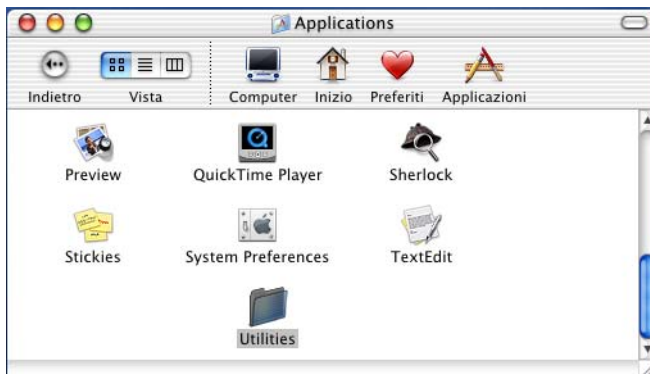 Applications
Indietro Vista Computer Inizio Preferiti Applicazioni
Preview QuickTime Player Sherlock
Stickies System Preferences TextEdit
Utilities